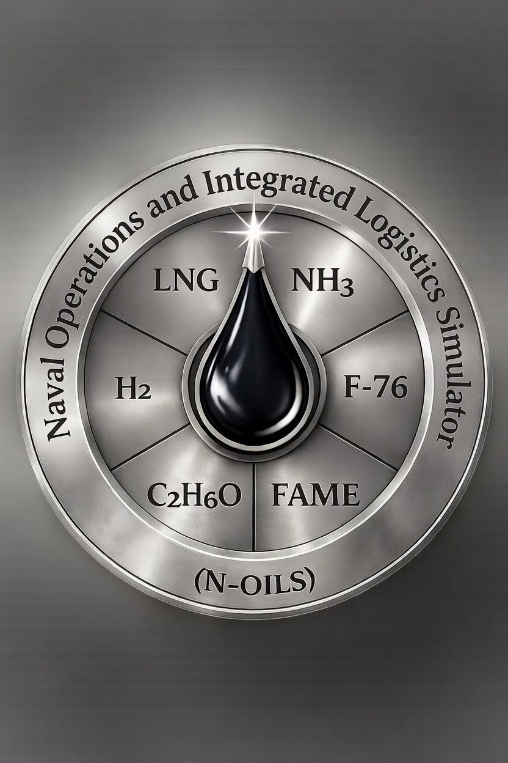 Naval Operations and Integrated Logistics Simulator
LNG
NH₃
H₂
F-76
C₂H₆O
FAME
(N-OILS)